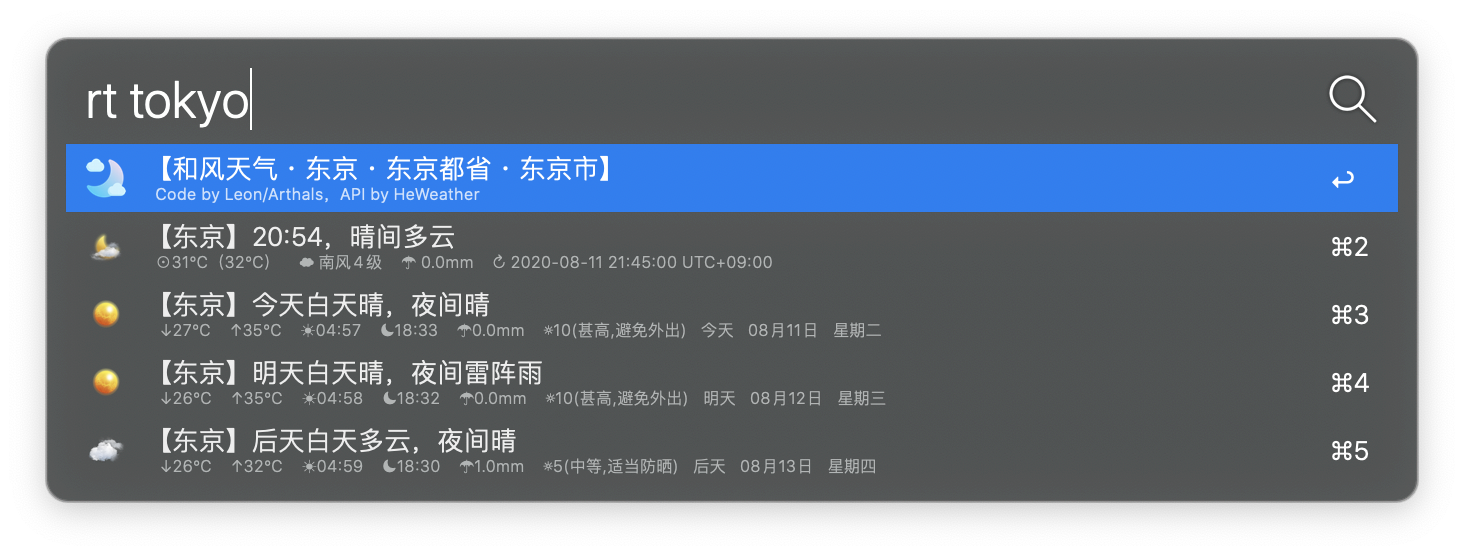 rt tokyo
【和风天气 · 东京 · 东京都省 · 东京市】
Code by Leon/Arthals，API by HeWeather
【东京】20:54，晴间多云 ⌘2
⊙31°C（32°C） ☁南风4级 ☂ 0.0mm ↻ 2020-08-11 21:45:00 UTC+09:00
【东京】今天白天晴，夜间晴 ⌘3
↓27°C ↑35°C ☀04:57 ☾18:33 ☂0.0mm ☼10(甚高,避免外出) 今天 08月11日 星期二
【东京】明天白天晴，夜间雷阵雨 ⌘4
↓26°C ↑35°C ☀04:58 ☾18:32 ☂0.0mm ☼10(甚高,避免外出) 明天 08月12日 星期三
【东京】后天白天多云，夜间晴 ⌘5
↓26°C ↑32°C ☀04:59 ☾18:30 ☂1.0mm ☼5(中等,适当防晒) 后天 08月13日 星期四